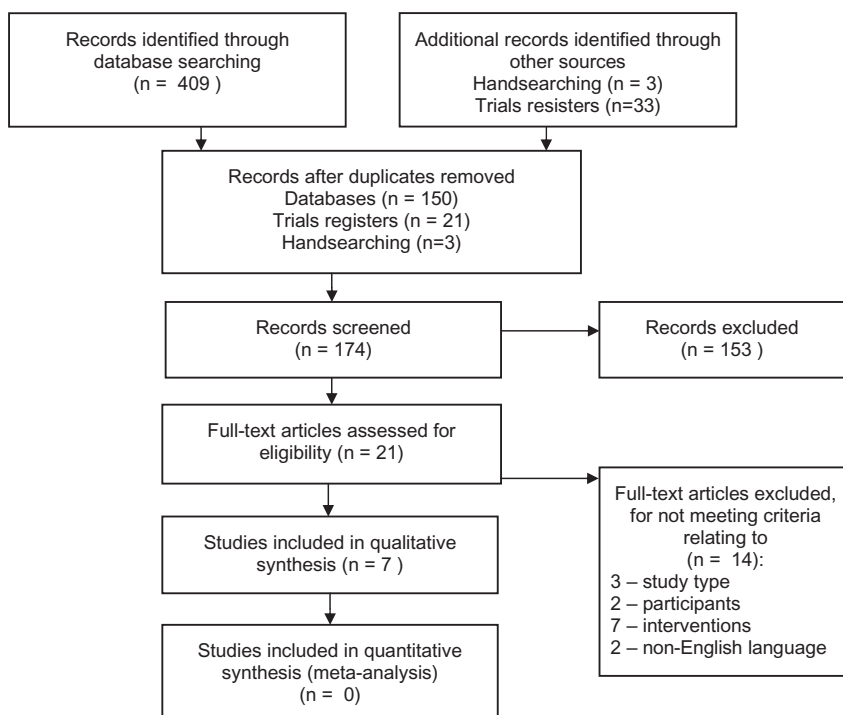 Records identified through
database searching
(n = 409 )
Additional records identified through
other sources
Handsearching (n = 3)
Trials resisters (n=33)
Records after duplicates removed
Databases (n = 150)
Trials registers (n = 21)
Handsearching (n=3)
Records screened
(n = 174)
Records excluded
(n = 153 )
Full-text articles assessed for
eligibility (n = 21)
Full-text articles excluded,
for not meeting criteria
relating to
(n = 14):
3 – study type
2 – participants
7 – interventions
2 – non-English language
Studies included in qualitative
synthesis (n = 7 )
Studies included in quantitative
synthesis (meta-analysis)
(n = 0)